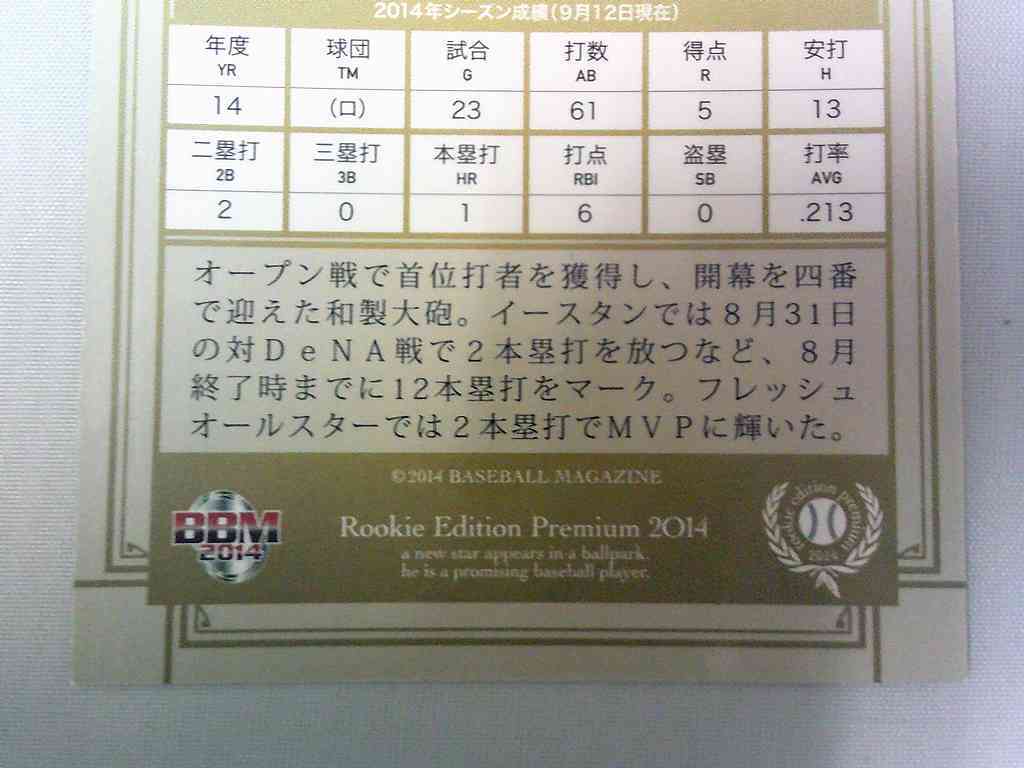 2014年シーズン成績(9月12日現在)
年度 球団 試合 打数 得点 安打
YR TM G AB R H
14 (ロ) 23 61 5 13
二塁打 三塁打 本塁打 打点 盗塁 打率
2B 3B HR RBI SB AVG
2 0 1 6 0 .213
オープン戦で首位打者を獲得し、開幕を四番
で迎えた和製大砲。イースタンでは8月31日
の対DeNA戦で2本塁打を放つなど、8月
終了時までに12本塁打をマーク。フレッシュ
オールスターでは2本塁打でMVPに輝いた。
©2014 BASEBALL MAGAZINE
BBM
2014
Rookie Edition Premium 2014
a new star appears in a ballpark.
he is a promising baseball player.
Rookie edition premium
2014